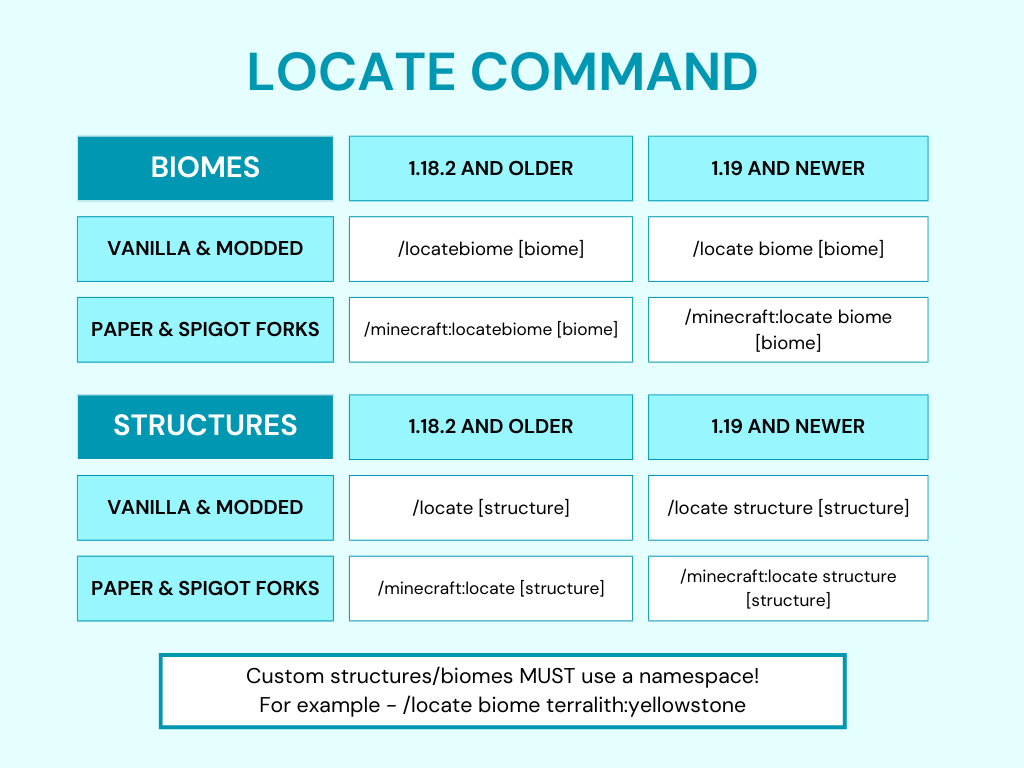 LOCATE COMMAND
BIOMES
1.18.2 AND OLDER
1.19 AND NEWER
VANILLA & MODDED
/locatebiome [biome]
/locate biome [biome]
PAPER & SPIGOT FORKS
/minecraft:locatebiome [biome]
/minecraft:locate biome
[biome]
STRUCTURES
1.18.2 AND OLDER
1.19 AND NEWER
VANILLA & MODDED
/locate [structure]
/locate structure [structure]
PAPER & SPIGOT FORKS
/minecraft:locate [structure]
/minecraft:locate structure
[structure]
Custom structures/biomes MUST use a namespace!
For example - /locate biome terralith:yellowstone